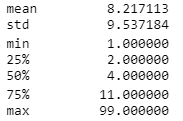 mean 8.217113
std 9.537184
min 1.000000
25% 2.000000
50% 4.000000
75% 11.000000
max 99.000000